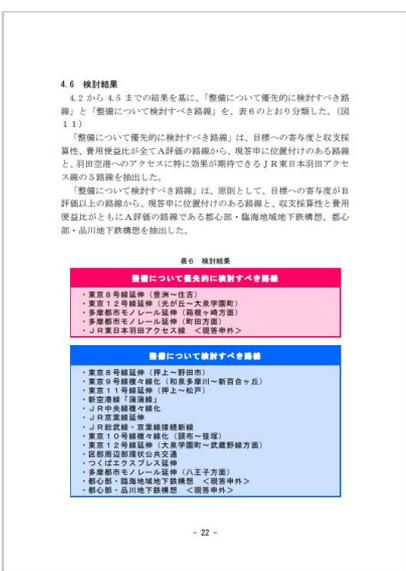 4.6 検討結果
4.2から4.5までの結果を基に、「整備について優先的に検討すべき路
線」と「整備について検討すべき路線」を、表6のとおり分類した。(図
11)
「整備について優先的に検討すべき路線」は、目標への寄与度と収支採
算性、費用便益比が全てA評価の路線から、現答申に位置付けのある路線
と、羽田空港へのアクセスに特に効果が期待できるJR東日本羽田アクセ
ス線の5路線を抽出した。
「整備について検討すべき路線」は、原則として、目標への寄与度がB
評価以上の路線から、現答申に位置付けのある路線と、収支採算性と費用
便益比がともにA評価の路線である都心部・臨海地域地下鉄構想、都心
部・品川地下鉄構想を抽出した。
表6 検討結果
整備について優先的に検討すべき路線
・東京8号線延伸(豊洲~住吉)
・東京12号線延伸(光が丘~大泉学園町)
・多摩都市モノレール延伸(箱根ヶ崎方面)
・多摩都市モノレール延伸(町田方面)
・JR東日本羽田アクセス線 <現答申外>
整備について検討すべき路線
・東京8号線延伸(押上~野田市)
・東京9号線複々線化(和泉多摩川~新百合ヶ丘)
・東京11号線延伸(押上~松戸)
・新空港線「蒲蒲線」
・JR中央線複々線化
・JR京葉線延伸
・JR総武線・京葉線接続新線
・東京10号線複々線化(調布~笹塚)
・東京12号線延伸(大泉学園町~武蔵野線方面)
・区部周辺部環状公共交通
・つくばエクスプレス延伸
・多摩都市モノレール延伸(八王子方面)
・都心部・臨海地域地下鉄構想 <現答申外>
・都心部・品川地下鉄構想 <現答申外>
- 22 -